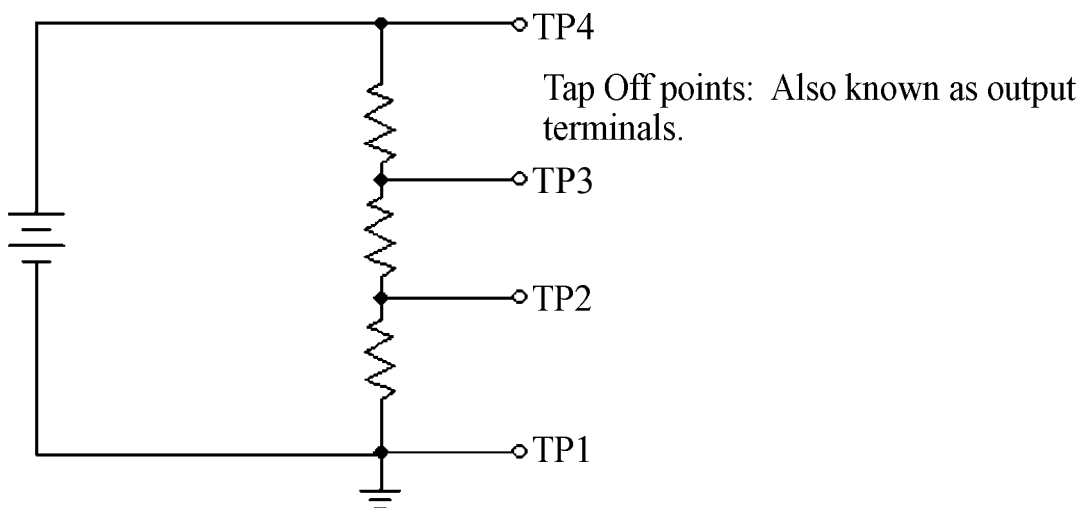 TP4
Tap Off points: Also known as output
terminals.
TP3
TP2
TP1